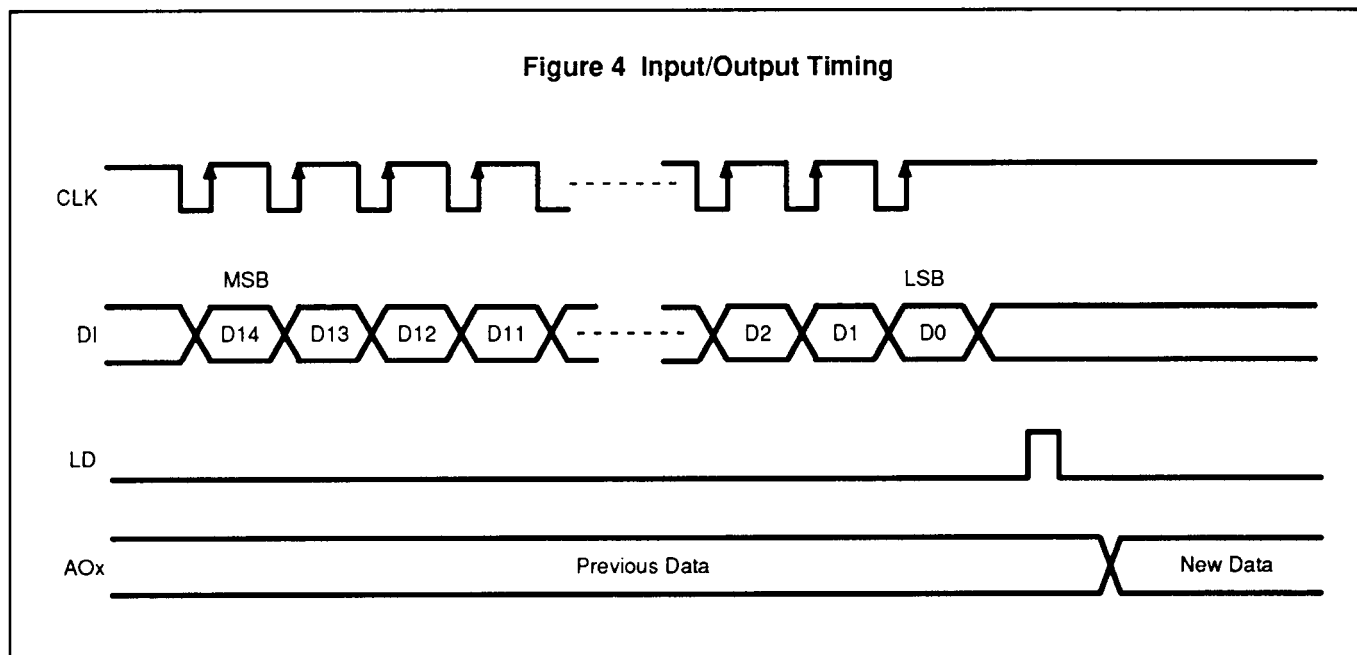 Figure 4 Input/Output Timing
CLK
MSB
LSB
DI
D14
D13
D12
D11
D2
D1
D0
LD
AOx
Previous Data
New Data